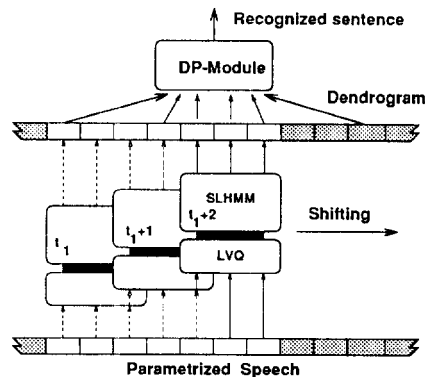 Recognized sentence
DP-Module
Dendrogram
SLHMM
t1+2
t1+1
t1
Shifting
LVQ
Parametrized Speech